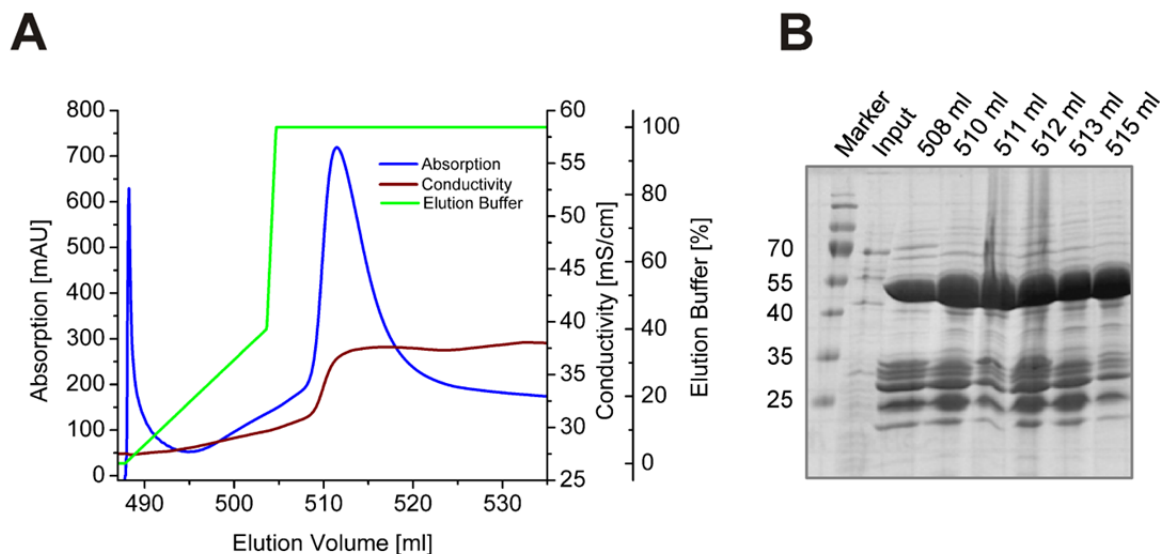 A
Absorption [mAU]
800
700
600
500
400
300
200
100
0
490
500
510
520
530
Elution Volume [ml]
Absorption
Conductivity
Elution Buffer
60
55
50
45
40
35
30
25
Conductivity [mS/cm]
100
80
60
40
20
0
Elution Buffer [%]
B
Marker
Input
508 ml
510 ml
511 ml
512 ml
513 ml
515 ml
70
55
40
35
25